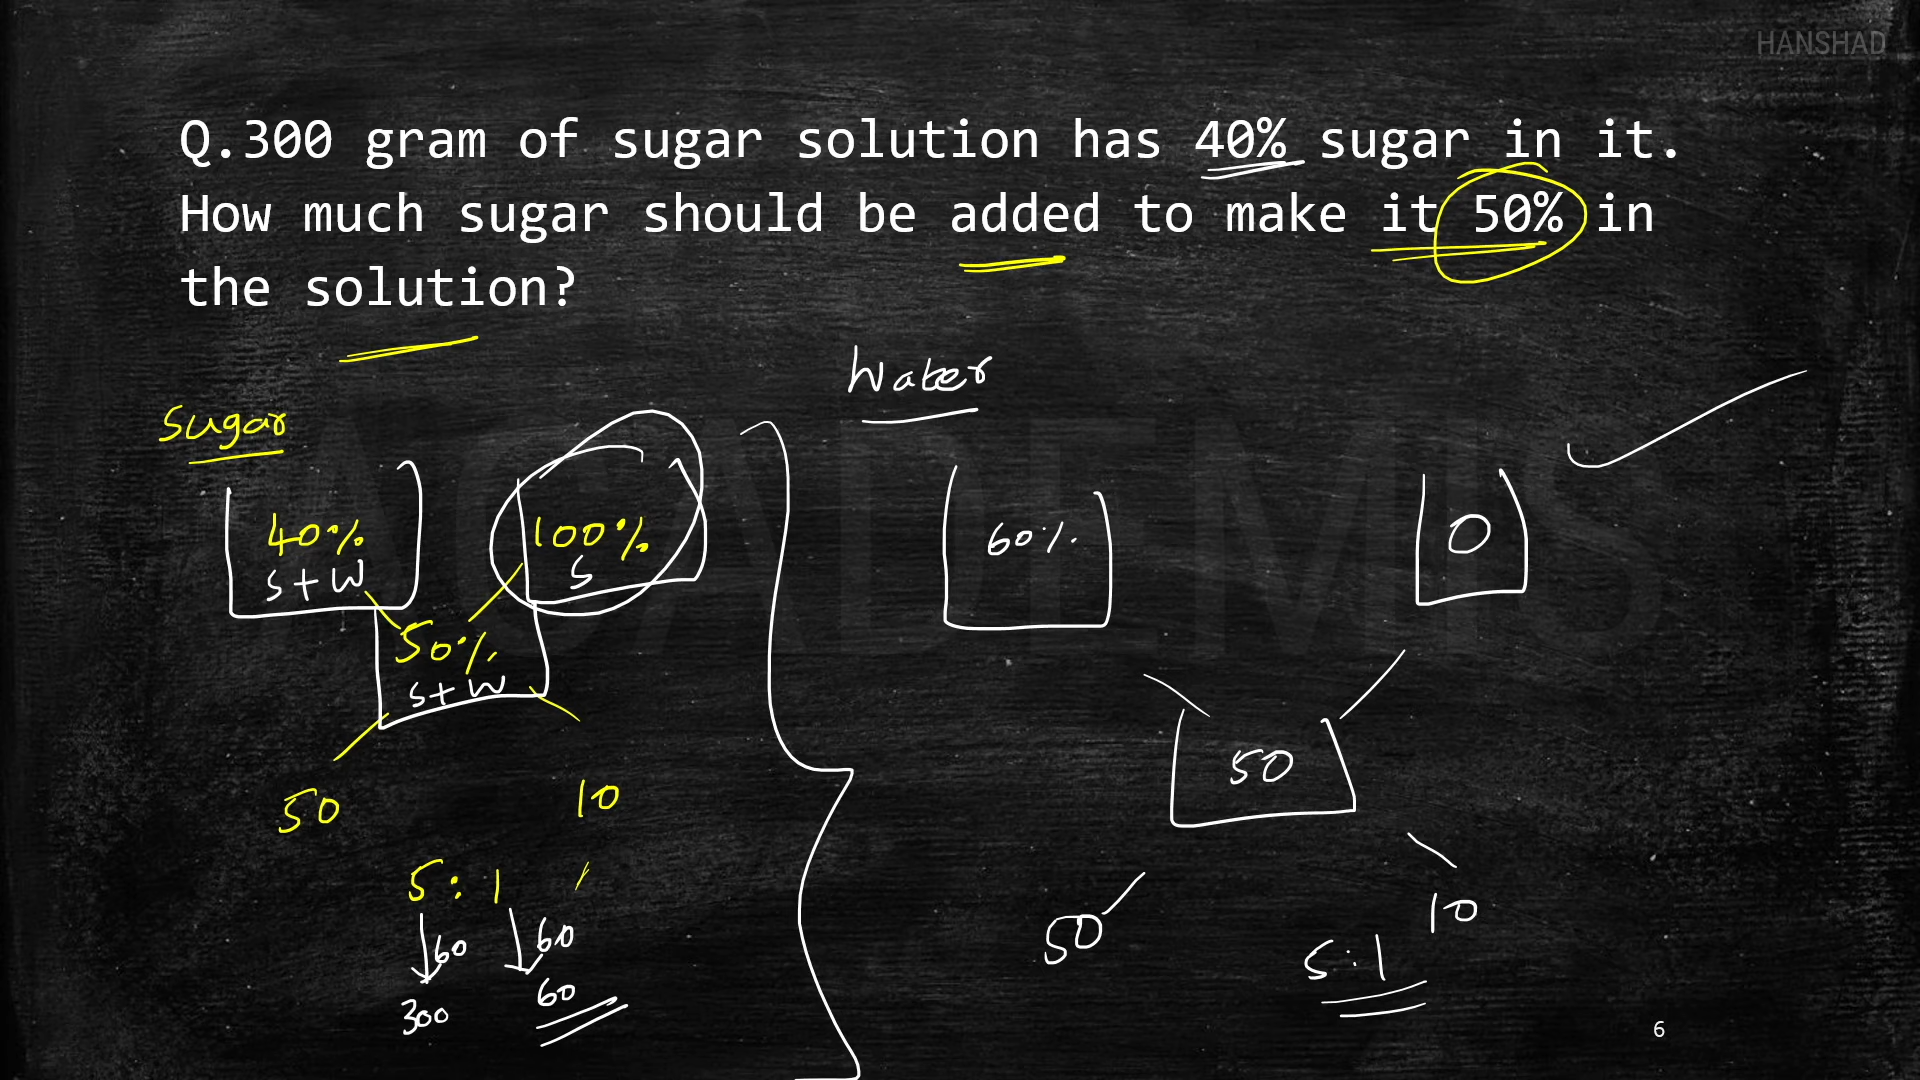 HANSHAD
Q.300 gram of sugar solution has 40% sugar in it.
How much sugar should be added to make it 50% in
the solution?
Water
Sugar
40% 100% 60% 0
S+W S
50%
S+W
50
50 10
5:1
50 10
60 60
5:1
300 60
6
ACADEMIS